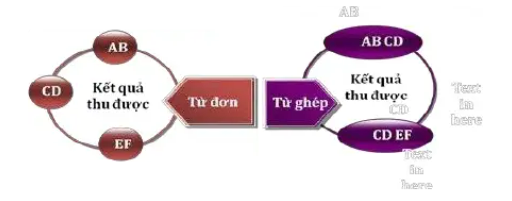 AB
CD
Kết quả
thu được
EF
Từ đơn
Từ ghép
AB
AB CD
Kết quả
thu được
CD
CD EF
Text
in
here
Text
in
here